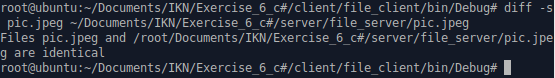 root@ubuntu:~/Documents/IKN/Exercise_6_c#/client/file_client/bin/Debug# diff -s
 pic.jpeg ~/Documents/IKN/Exercise_6_c#/server/file_server/pic.jpeg
Files pic.jpeg and /root/Documents/IKN/Exercise_6_c#/server/file_server/pic.jpe
g are identical
root@ubuntu:~/Documents/IKN/Exercise_6_c#/client/file_client/bin/Debug#